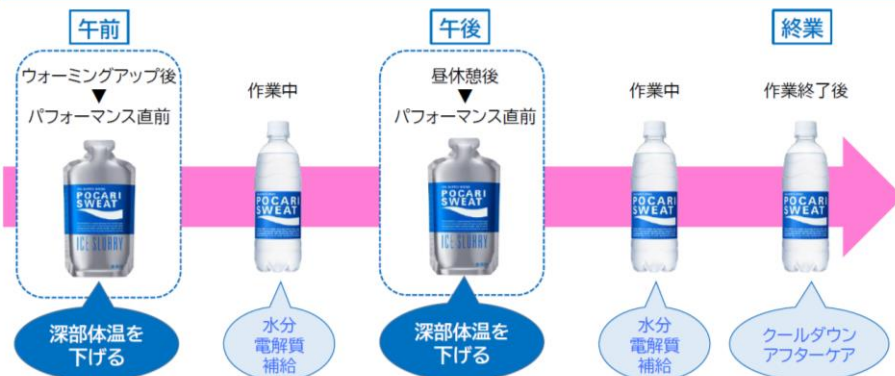 午前
ウォーミングアップ後
▼
パフォーマンス直前
POCARI
SWEAT
ICE SLURRY
深部体温を
下げる
作業中
POCARI
SWEAT
水分
電解質
補給
午後
昼休憩後
▼
パフォーマンス直前
POCARI
SWEAT
ICE SLURRY
深部体温を
下げる
作業中
POCARI
SWEAT
水分
電解質
補給
終業
作業終了後
POCARI
SWEAT
クールダウン
アフターケア